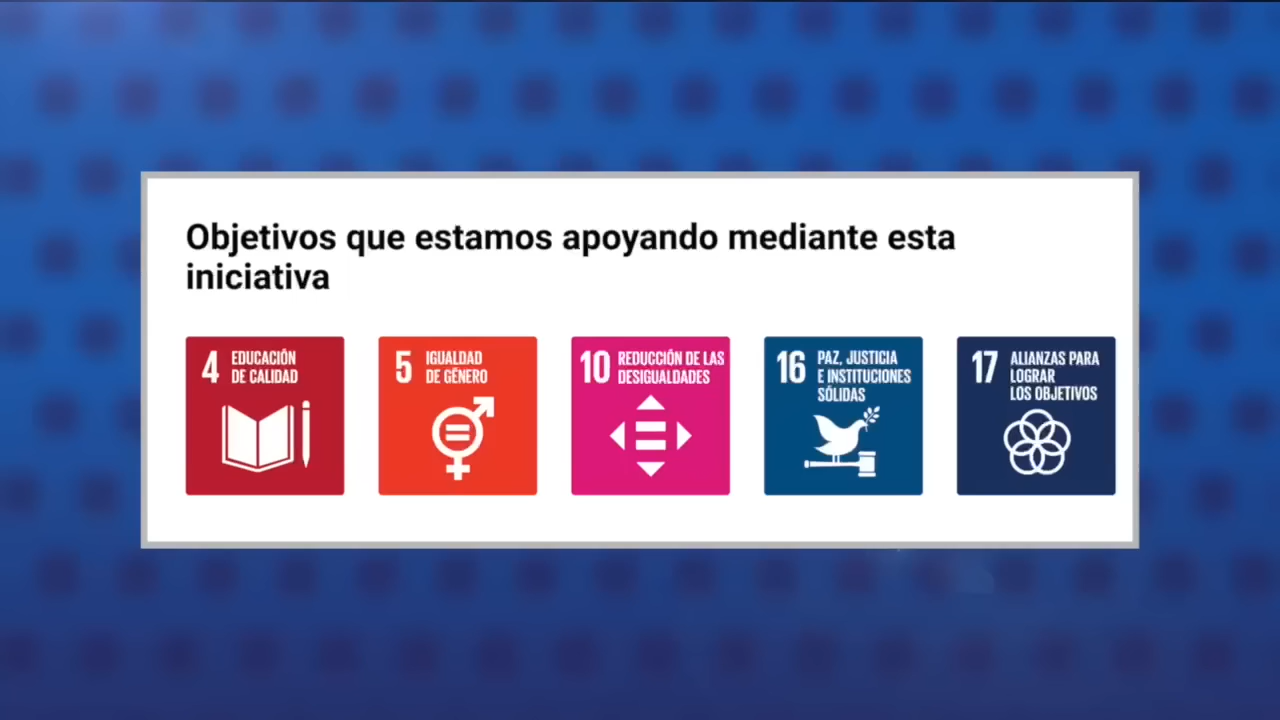 Objetivos que estamos apoyando mediante esta
iniciativa
4 EDUCACIÓN
DE CALIDAD
5 IGUALDAD
DE GÉNERO
10 REDUCCIÓN DE LAS
DESIGUALDADES
16 PAZ, JUSTICIA
E INSTITUCIONES
SÓLIDAS
17 ALIANZAS PARA
LOGRAR
LOS OBJETIVOS